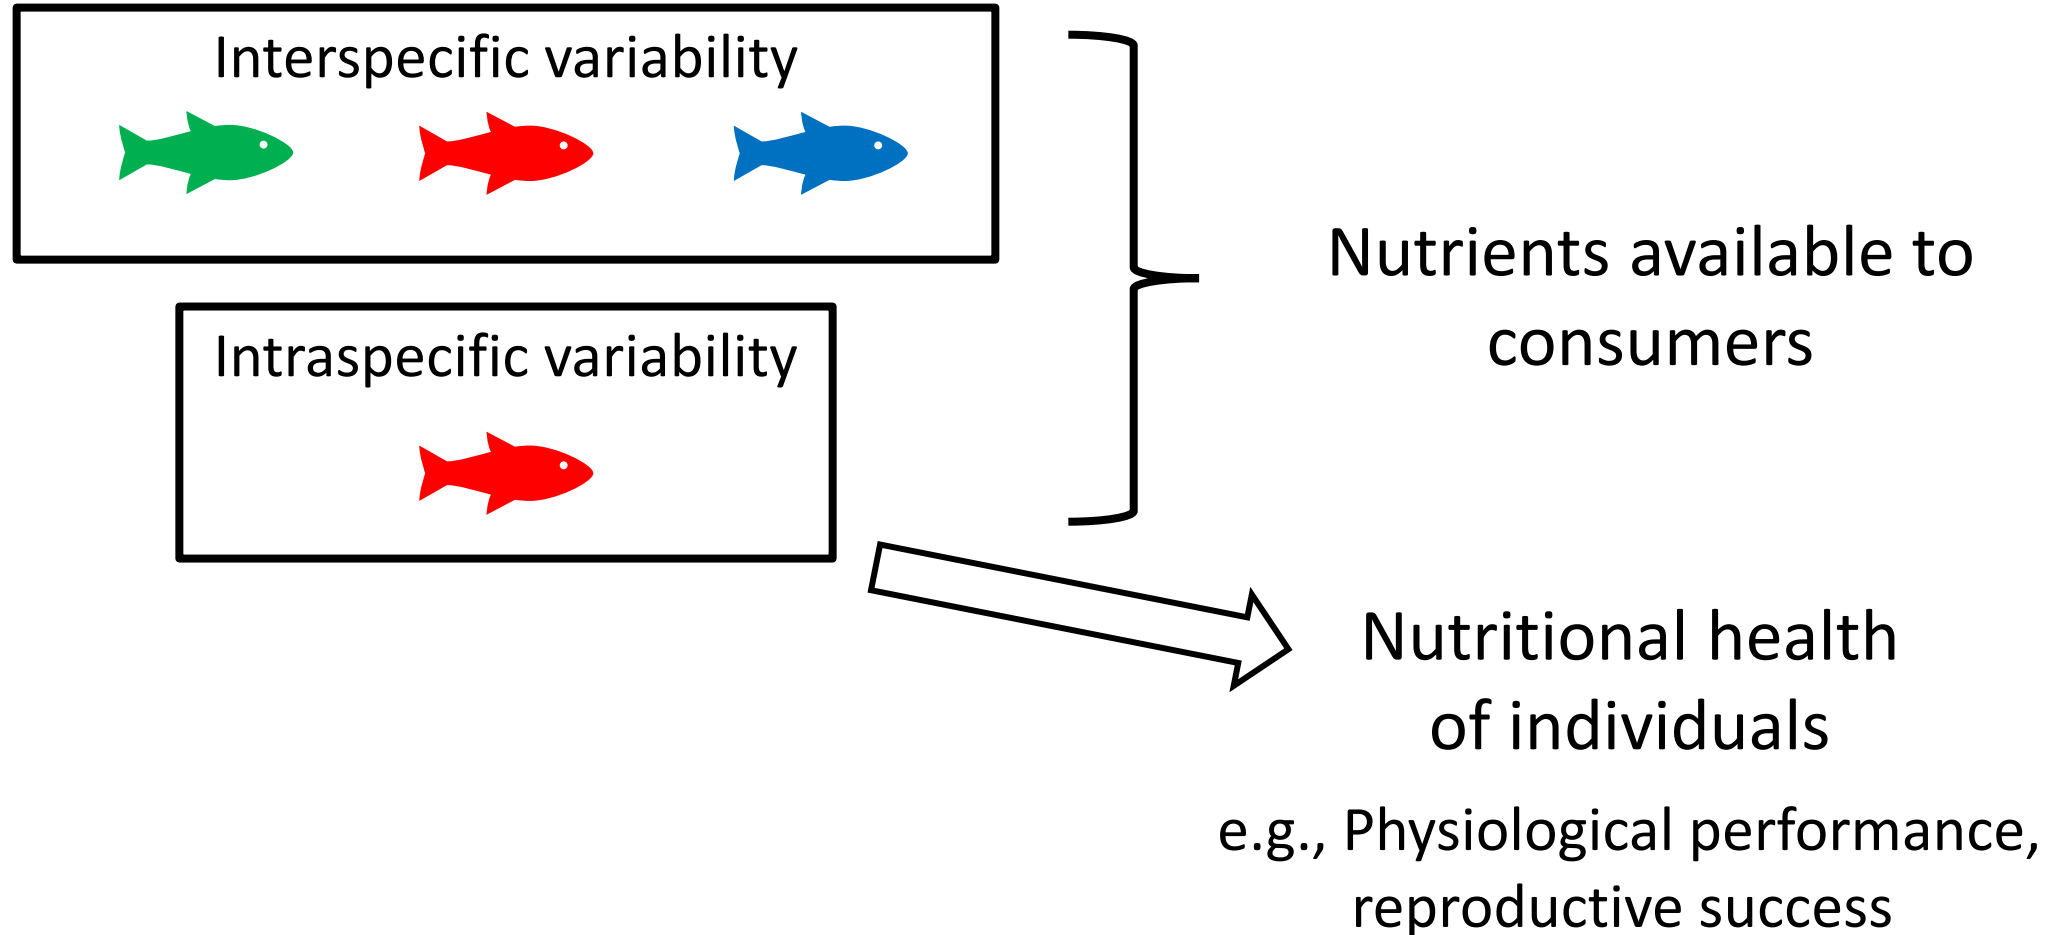 Interspecific variability
Intraspecific variability
Nutrients available to
consumers
Nutritional health
of individuals
e.g., Physiological performance,
reproductive success